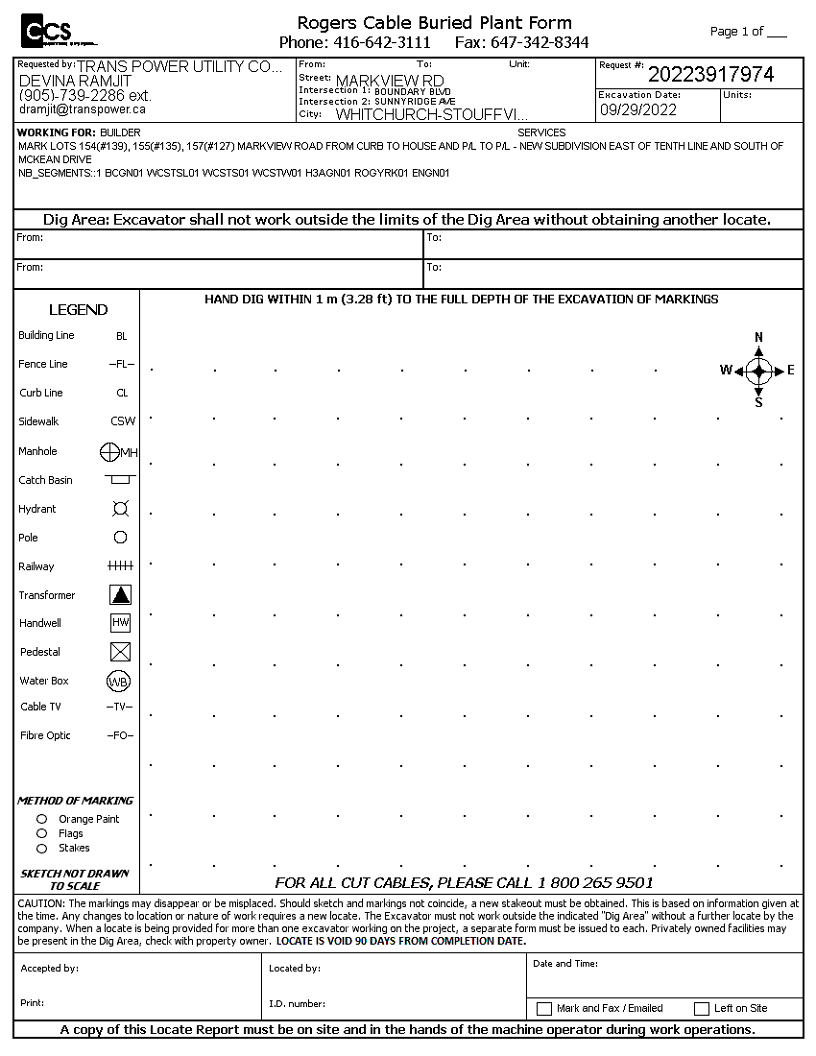 CCS
Rogers Cable Buried Plant Form
Phone: 416-642-3111 Fax: 647-342-8344
Page 1 of ___
Requested by: TRANS POWER UTILITY CO...
DEVINA RAMJIT
(905)-739-2286 ext.
dramjit@transpower.ca
From: To: Unit:
Street: MARKVIEW RD
Intersection 1: BOUNDARY BLVD
Intersection 2: SUNNYRIDGE AVE
City: WHITCHURCH-STOUFFVI...
Request #: 20223917974
Excavation Date: Units:
09/29/2022
WORKING FOR: BUILDER SERVICES
MARK LOTS 154(#139), 155(#135), 157(#127) MARKVIEW ROAD FROM CURB TO HOUSE AND P/L TO P/L - NEW SUBDIVISION EAST OF TENTH LINE AND SOUTH OF
MCKEAN DRIVE
NB_SEGMENTS::1 BCGN01 WCSTSL01 WCSTS01 WCSTW01 H3AGN01 ROGYRK01 ENGN01
Dig Area: Excavator shall not work outside the limits of the Dig Area without obtaining another locate.
From: To:
From: To:
HAND DIG WITHIN 1 m (3.28 ft) TO THE FULL DEPTH OF THE EXCAVATION OF MARKINGS
LEGEND
Building Line BL
Fence Line –FL–
Curb Line CL
Sidewalk CSW
Manhole MH
Catch Basin
Hydrant
Pole
Railway
Transformer
Handwell HW
Pedestal
Water Box WB
Cable TV –TV–
Fibre Optic –FO–
N
W E
S
METHOD OF MARKING
Orange Paint
Flags
Stakes
SKETCH NOT DRAWN
TO SCALE
FOR ALL CUT CABLES, PLEASE CALL 1 800 265 9501
CAUTION: The markings may disappear or be misplaced. Should sketch and markings not coincide, a new stakeout must be obtained. This is based on information given at
the time. Any changes to location or nature of work requires a new locate. The Excavator must not work outside the indicated "Dig Area" without a further locate by the
company. When a locate is being provided for more than one excavator working on the project, a separate form must be issued to each. Privately owned facilities may
be present in the Dig Area, check with property owner. LOCATE IS VOID 90 DAYS FROM COMPLETION DATE.
Accepted by:
Print:
Located by:
I.D. number:
Date and Time:
Mark and Fax / Emailed Left on Site
A copy of this Locate Report must be on site and in the hands of the machine operator during work operations.